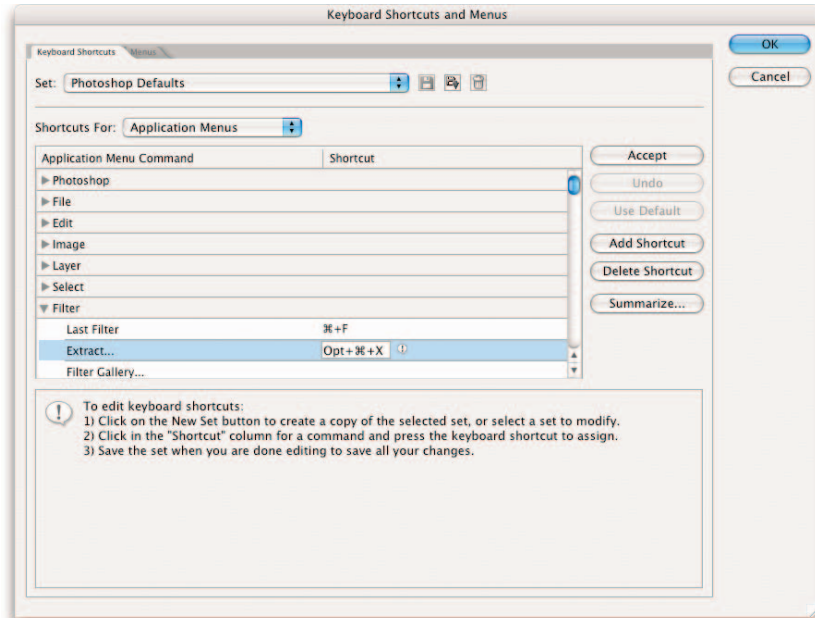 Keyboard Shortcuts and Menus
Keyboard Shortcuts Menus
OK
Set: Photoshop Defaults
Cancel
Shortcuts For: Application Menus
Application Menu Command Shortcut
Accept
Photoshop
Undo
File
Use Default
Edit
Image
Add Shortcut
Layer
Delete Shortcut
Select
Filter
Summarize...
Last Filter ⌘+F
Extract... Opt+⌘+X
Filter Gallery...
To edit keyboard shortcuts:
1) Click on the New Set button to create a copy of the selected set, or select a set to modify.
2) Click in the "Shortcut" column for a command and press the keyboard shortcut to assign.
3) Save the set when you are done editing to save all your changes.